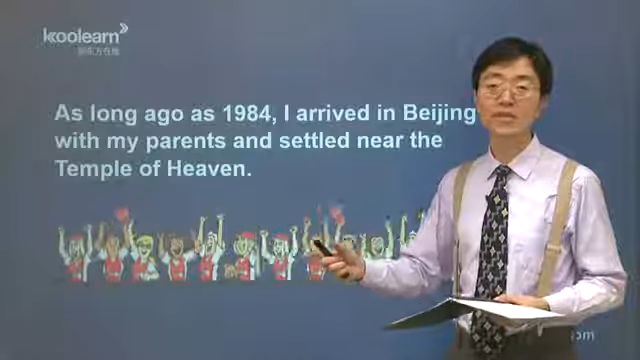 koolearn
新东方在线
As long ago as 1984, I arrived in Beijing
with my parents and settled near the
Temple of Heaven.
om